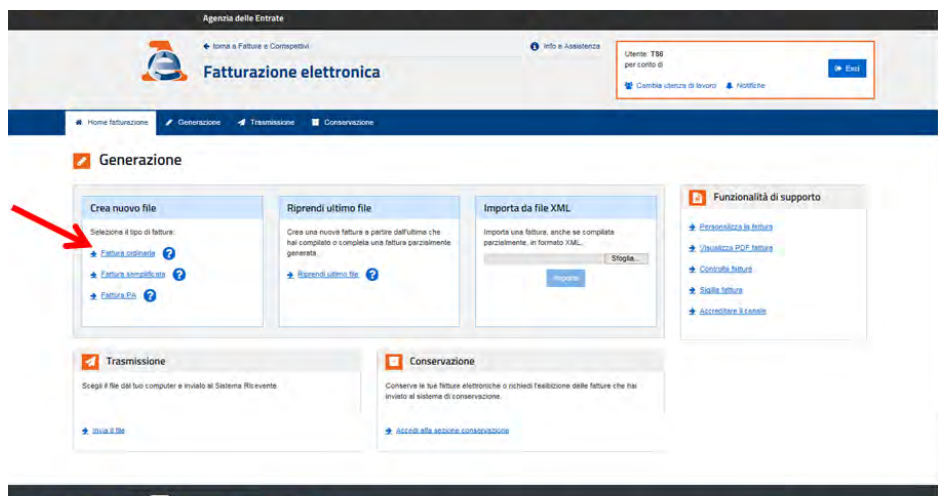 Agenzia delle Entrate
torna a Fatture e Corrispettivi
Info e Assistenza
Fatturazione elettronica
Utente: T86
per conto di
Esci
Cambia utenza di lavoro
Notifiche
Home fatturazione
Generazione
Trasmissione
Conservazione
Generazione
Crea nuovo file
Seleziona il tipo di fattura:
Fattura ordinaria ?
Fattura semplificata ?
Fattura PA ?
Riprendi ultimo file
Crea una nuova fattura a partire dall'ultima che
hai compilato o completa una fattura parzialmente
generata.
Riprendi ultimo file ?
Importa da file XML
Importa una fattura, anche se compilata
parzialmente, in formato XML.
Sfoglia...
Importa
Funzionalità di supporto
Personalizza la fattura
Visualizza PDF fattura
Controlla fattura
Sigilla fattura
Accreditare il canale
Trasmissione
Scegli il file dal tuo computer e invialo al Sistema Ricevente.
Invia il file
Conservazione
Conserva le tue fatture elettroniche o richiedi l'esibizione delle fatture che hai
inviato al sistema di conservazione.
Accedi alla sezione conservazione